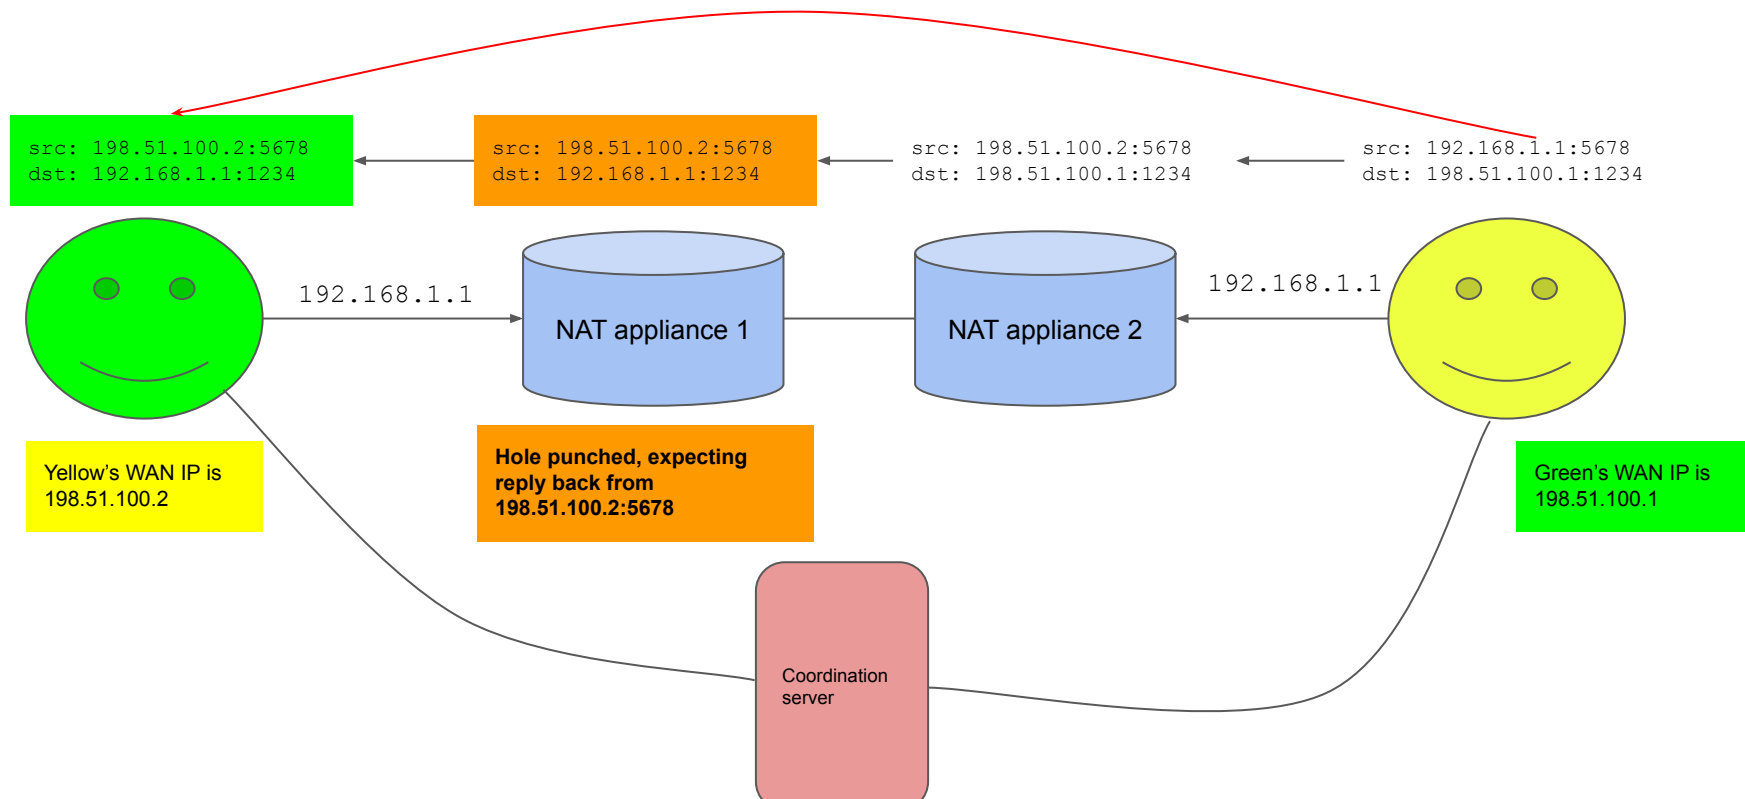 src: 198.51.100.2:5678
dst: 192.168.1.1:1234
src: 198.51.100.2:5678
dst: 192.168.1.1:1234
src: 198.51.100.2:5678
dst: 198.51.100.1:1234
src: 192.168.1.1:5678
dst: 198.51.100.1:1234
192.168.1.1
NAT appliance 1
NAT appliance 2
192.168.1.1
Yellow's WAN IP is
198.51.100.2
Hole punched, expecting
reply back from
198.51.100.2:5678
Green's WAN IP is
198.51.100.1
Coordination
server